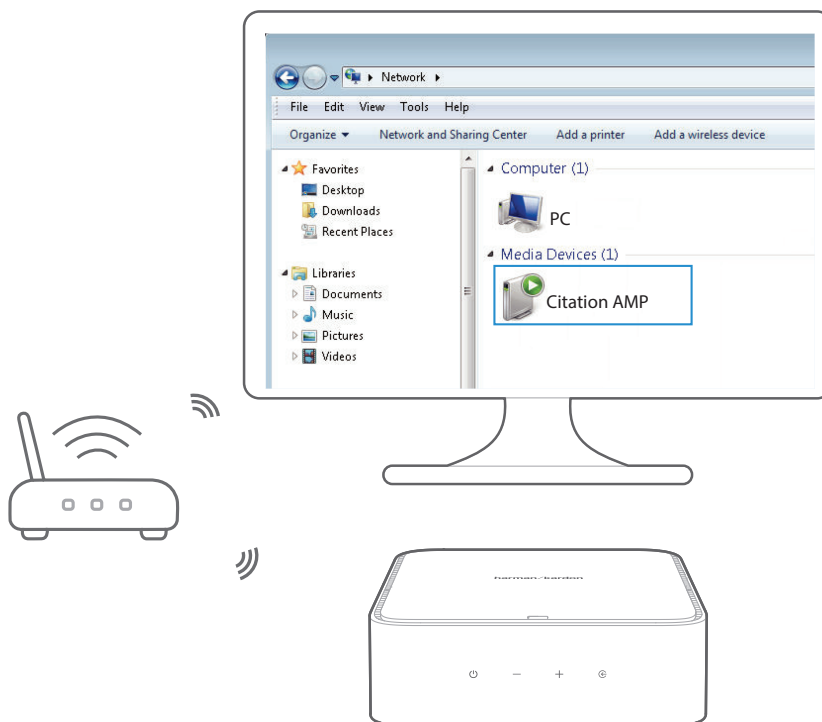 Network
File Edit View Tools Help
Organize Network and Sharing Center Add a printer Add a wireless device
Favorites
Desktop
Downloads
Recent Places
Libraries
Documents
Music
Pictures
Videos
Computer (1)
PC
Media Devices (1)
Citation AMP
harman/kardon